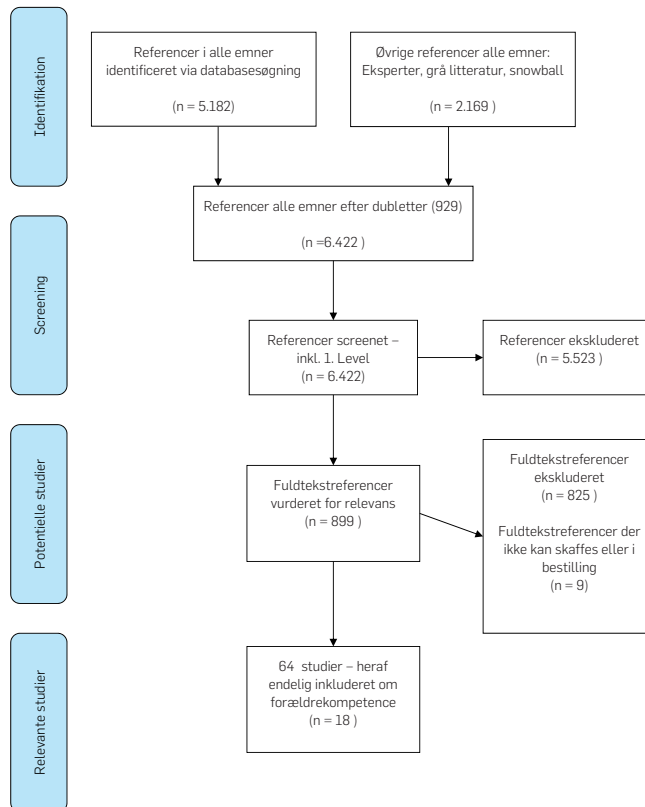 Identifikation
Referencer i alle emner
identificeret via databasesøgning
(n = 5.182)
Øvrige referencer alle emner:
Eksperter, grå litteratur, snowball
(n = 2.169 )
Referencer alle emner efter dubletter (929)
(n =6.422 )
Screening
Referencer screenet –
inkl. 1. Level
(n = 6.422)
Referencer ekskluderet
(n = 5.523 )
Potentielle studier
Fuldtekstreferencer
vurderet for relevans
(n = 899 )
Fuldtekstreferencer
ekskluderet
(n = 825 )
Fuldtekstreferencer der
ikke kan skaffes eller i
bestilling
(n = 9)
Relevante studier
64 studier – heraf
endelig inkluderet om
forældrekompetence
(n = 18 )